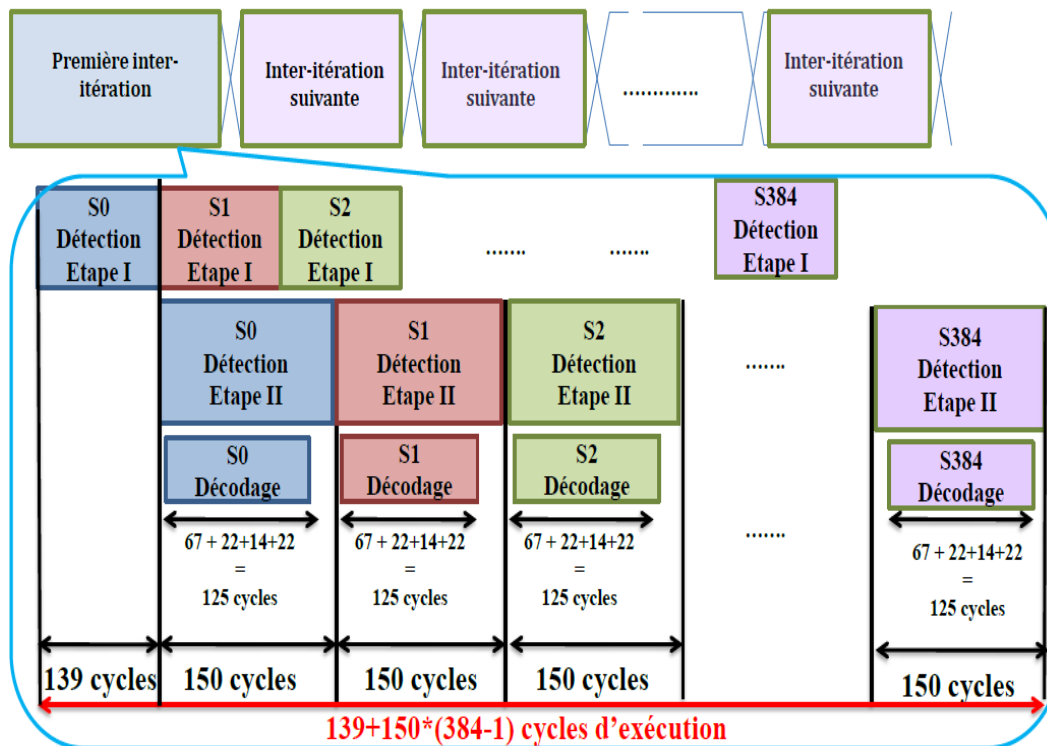 Première inter-
itération
Inter-itération
suivante
Inter-itération
suivante
.............
Inter-itération
suivante
S0
Détection
Etape I
S1
Détection
Etape I
S2
Détection
Etape I
.......
.......
S384
Détection
Etape I
S0
Détection
Etape II
S1
Détection
Etape II
S2
Détection
Etape II
.......
S384
Détection
Etape II
S0
Décodage
S1
Décodage
S2
Décodage
S384
Décodage
67 + 22+14+22
=
125 cycles
67 + 22+14+22
=
125 cycles
67 + 22+14+22
=
125 cycles
.......
67 + 22+14+22
=
125 cycles
139 cycles
150 cycles
150 cycles
150 cycles
150 cycles
139+150*(384-1) cycles d'exécution